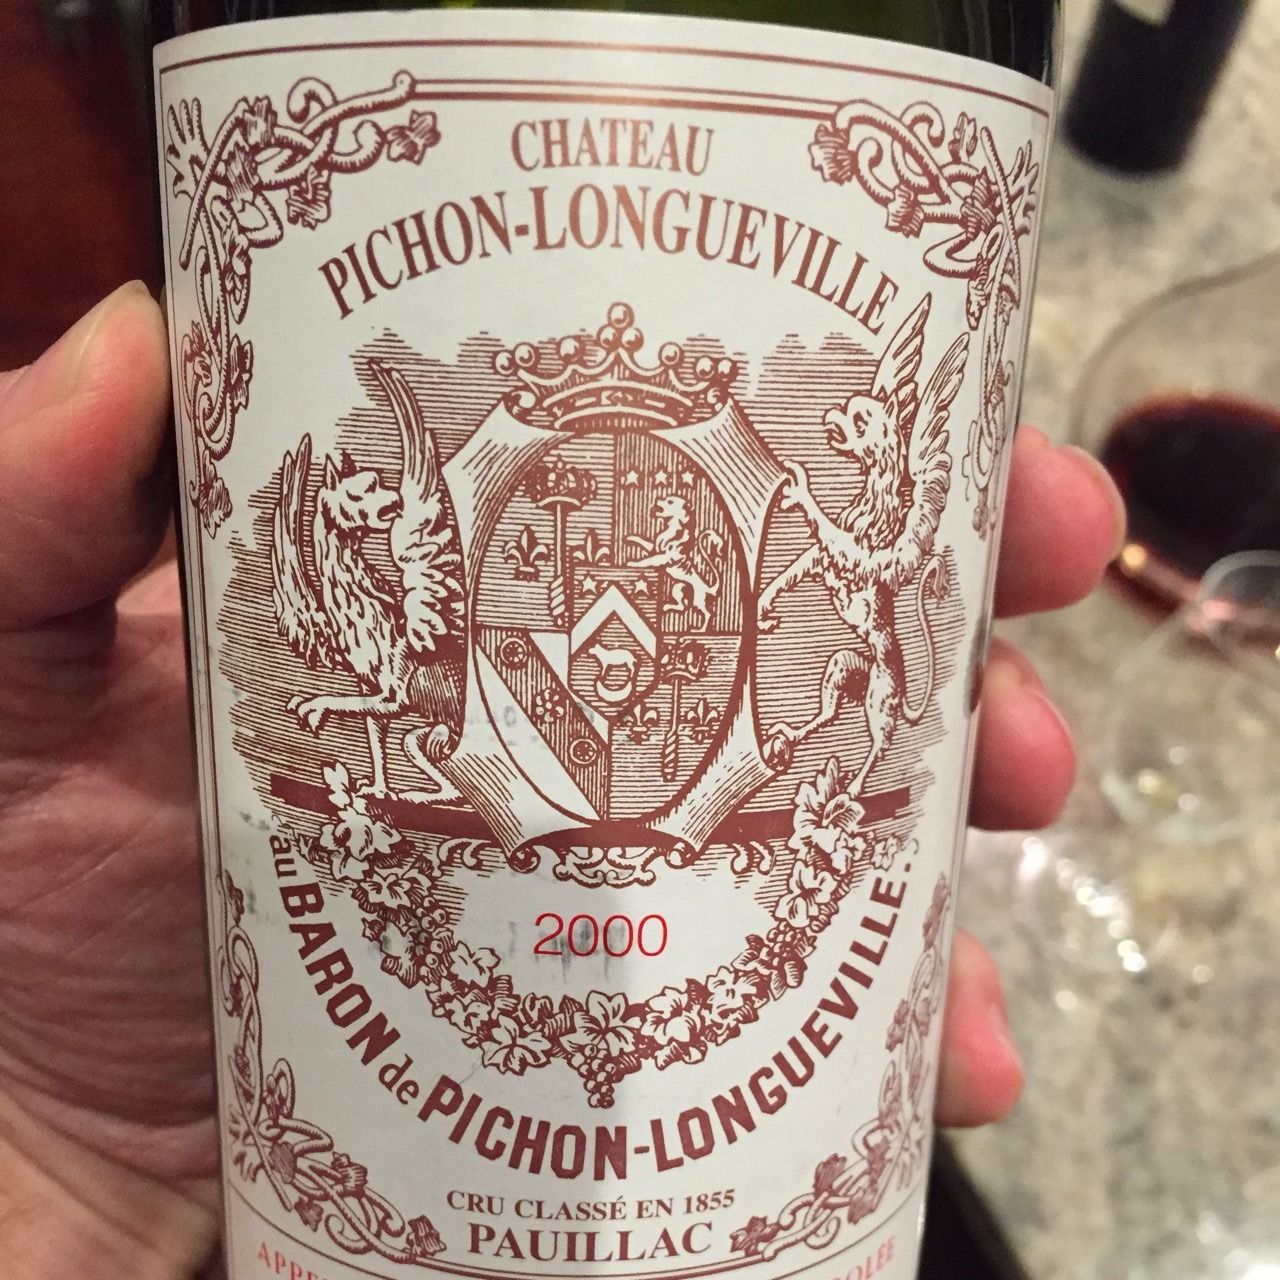 CHATEAU
PICHON-LONGUEVILLE
2000
au BARON de PICHON-LONGUEVILLE.
CRU CLASSÉ EN 1855
PAUILLAC